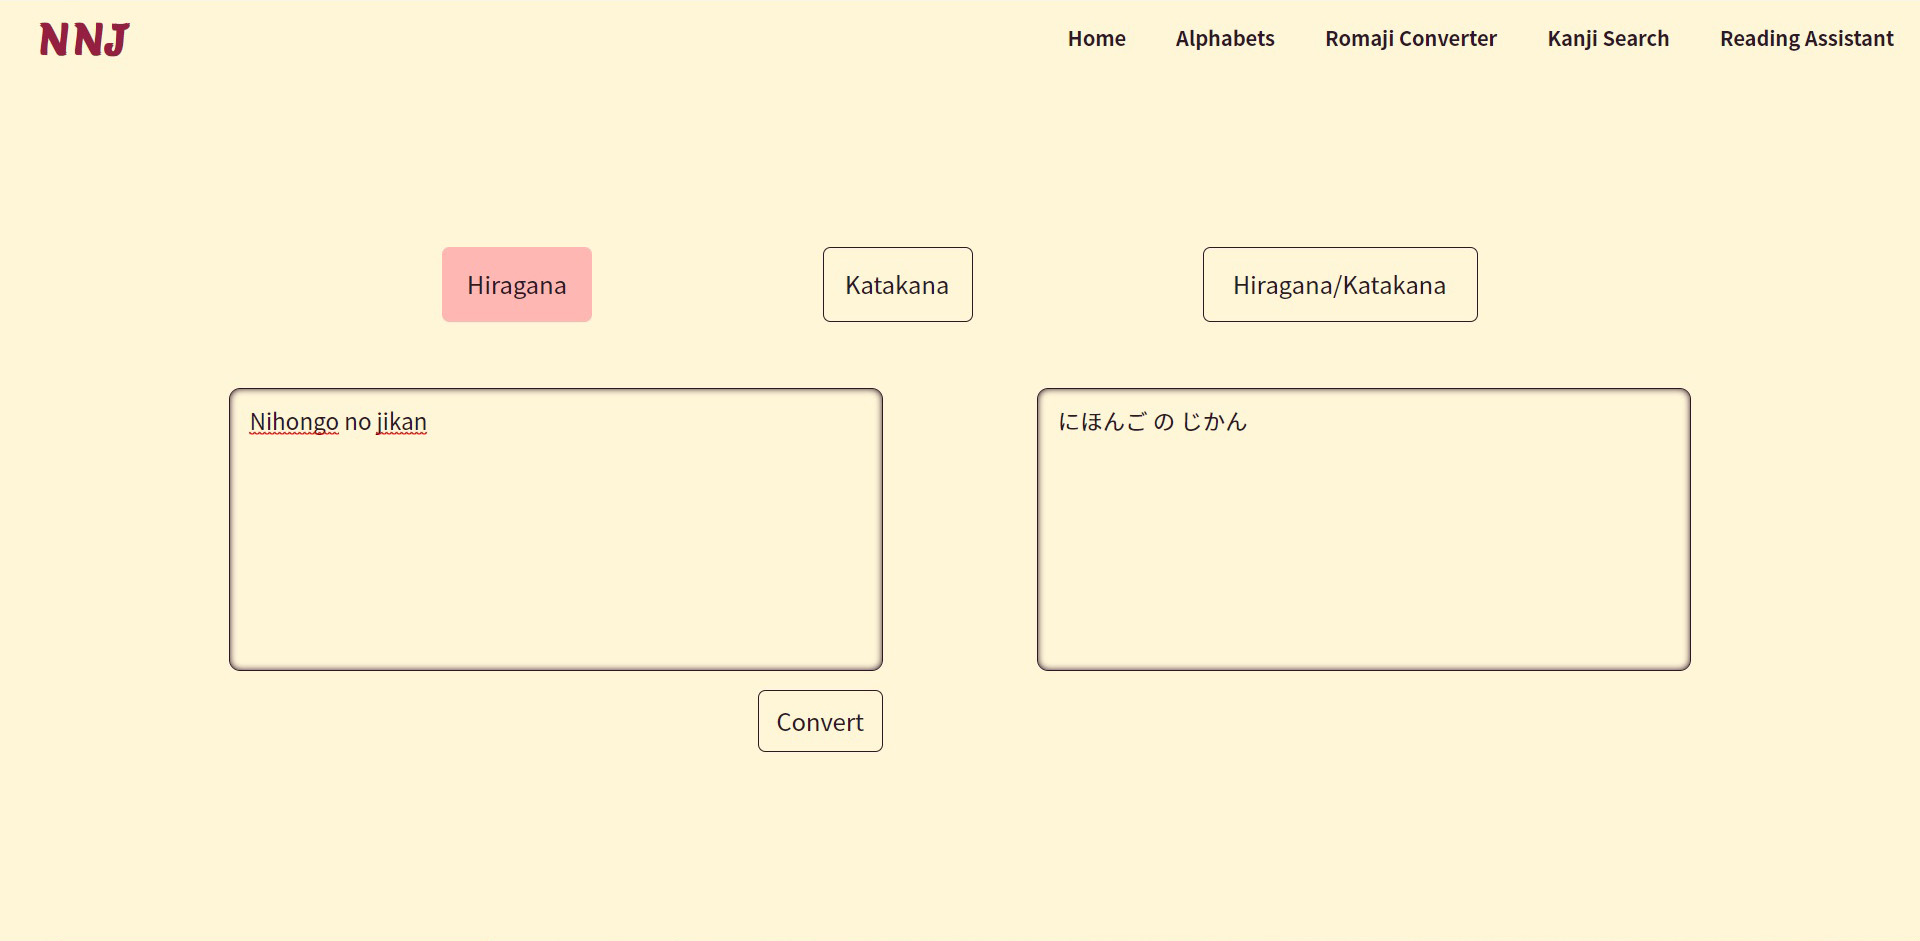 NNJ
Home Alphabets Romaji Converter Kanji Search Reading Assistant
Hiragana Katakana Hiragana/Katakana
Nihongo no jikan
にほんご の じかん
Convert